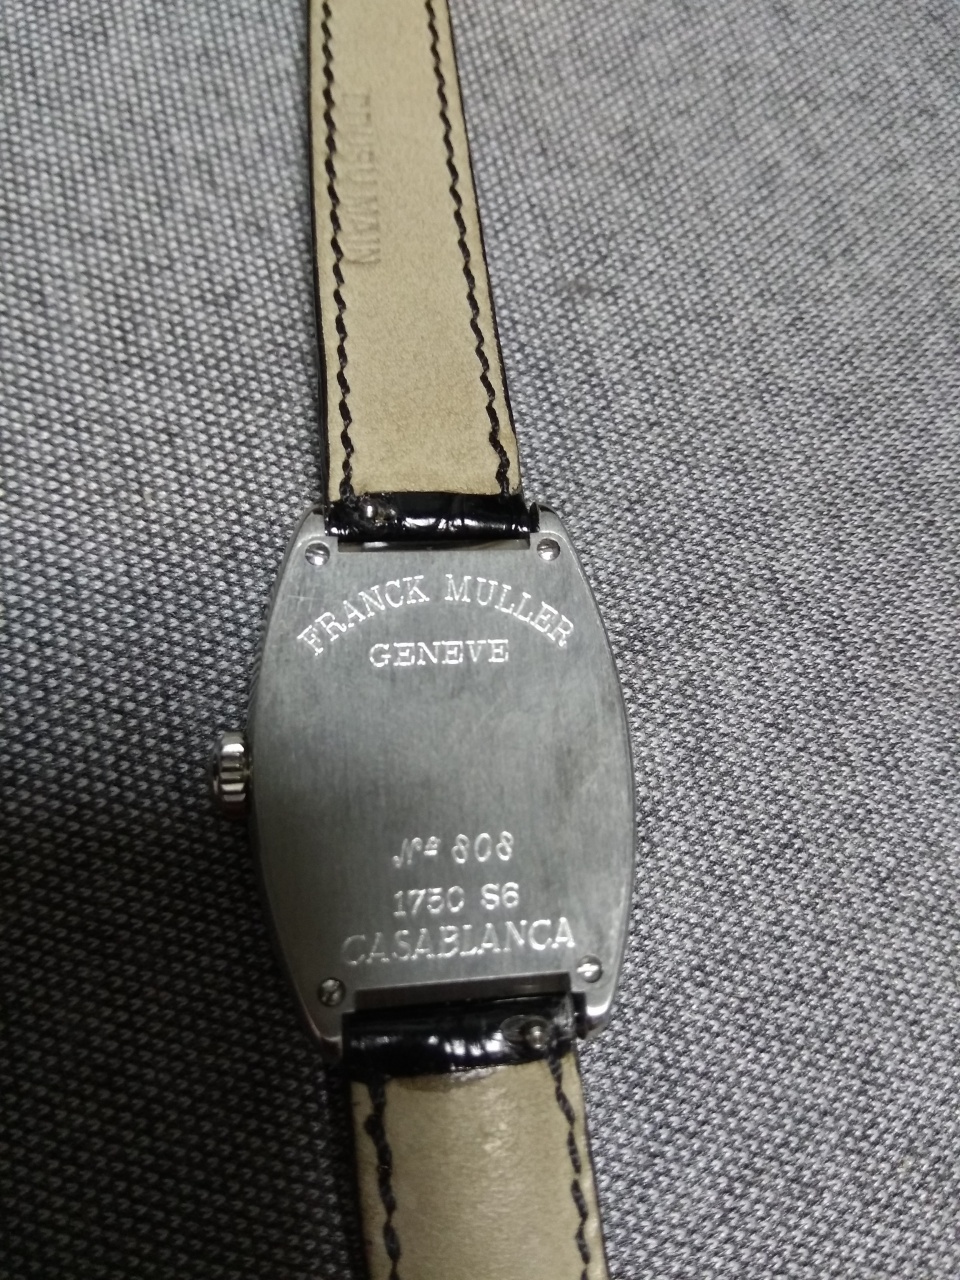 FRANCK MULLER
GENEVE
Nº 808
1750 S6
CASABLANCA